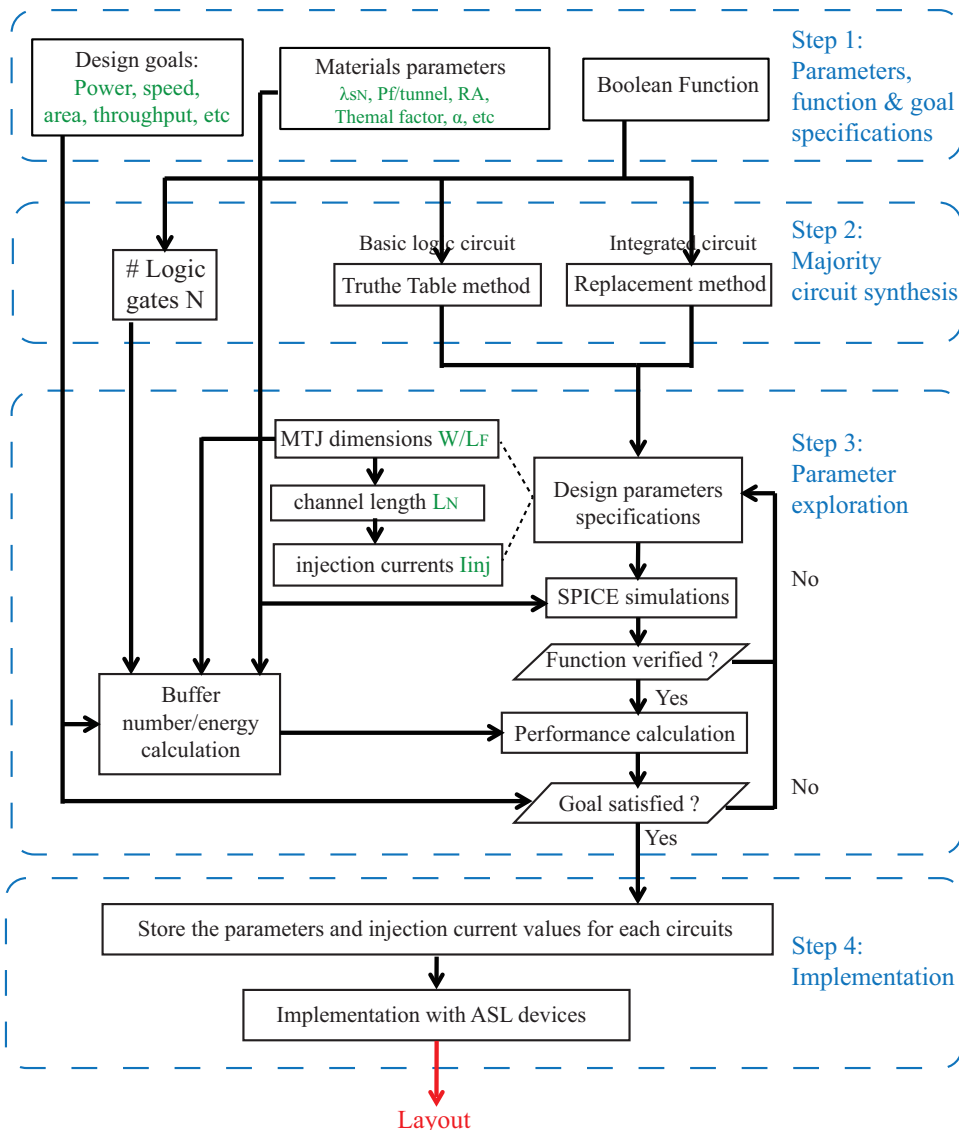 Design goals:
Power, speed,
area, throughput, etc
Materials parameters
λSN, Pf/tunnel, RA,
Themal factor, α, etc
Boolean Function
Step 1:
Parameters,
function & goal
specifications
# Logic
gates N
Basic logic circuit
Truthe Table method
Integrated circuit
Replacement method
Step 2:
Majority
circuit synthesis
MTJ dimensions W/LF
channel length LN
injection currents Iinj
Design parameters
specifications
Step 3:
Parameter
exploration
No
SPICE simulations
Function verified ?
Yes
Buffer
number/energy
calculation
Performance calculation
No
Goal satisfied ?
Yes
Store the parameters and injection current values for each circuits
Implementation with ASL devices
Step 4:
Implementation
Layout